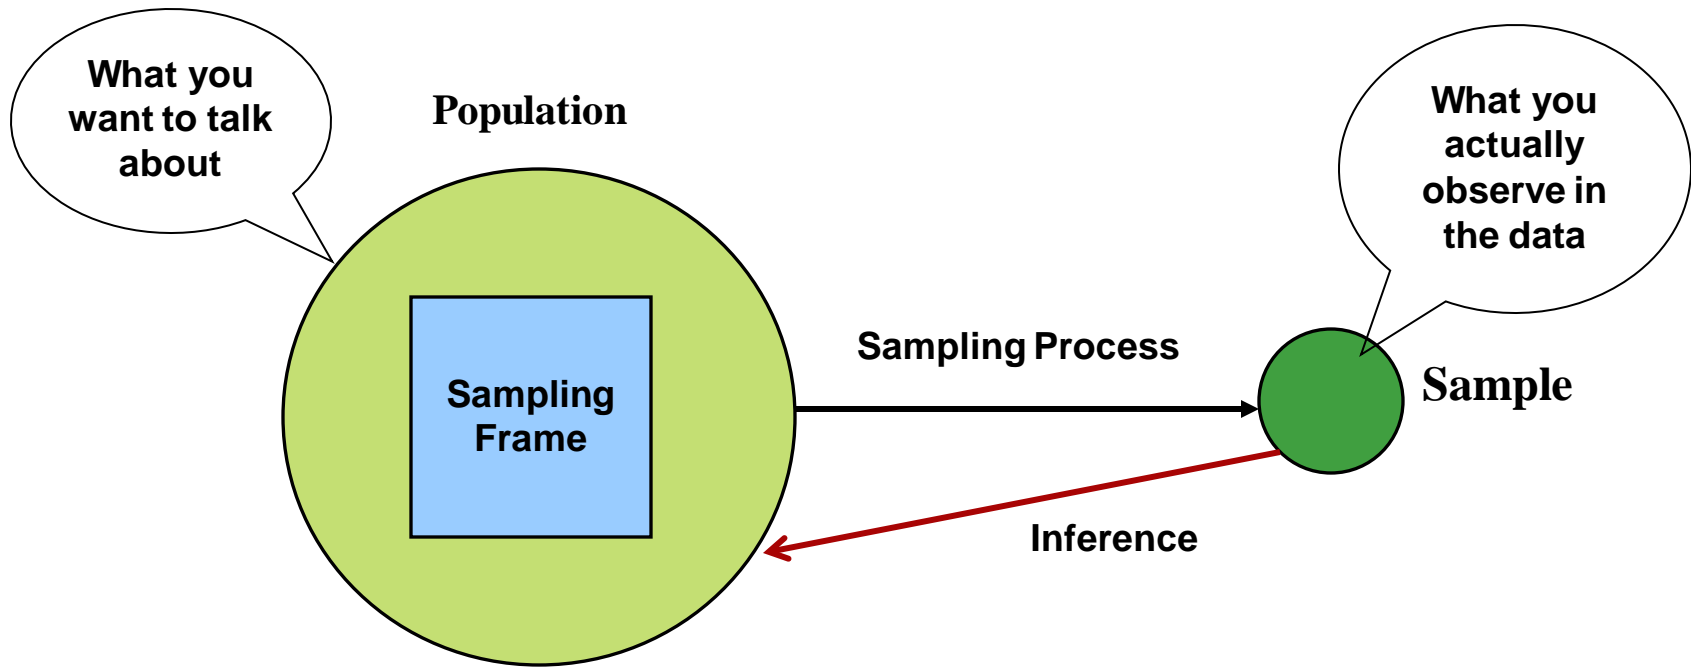 What you
want to talk
about
Population
What you
actually
observe in
the data
Sampling Process
Sampling
Frame
Sample
Inference